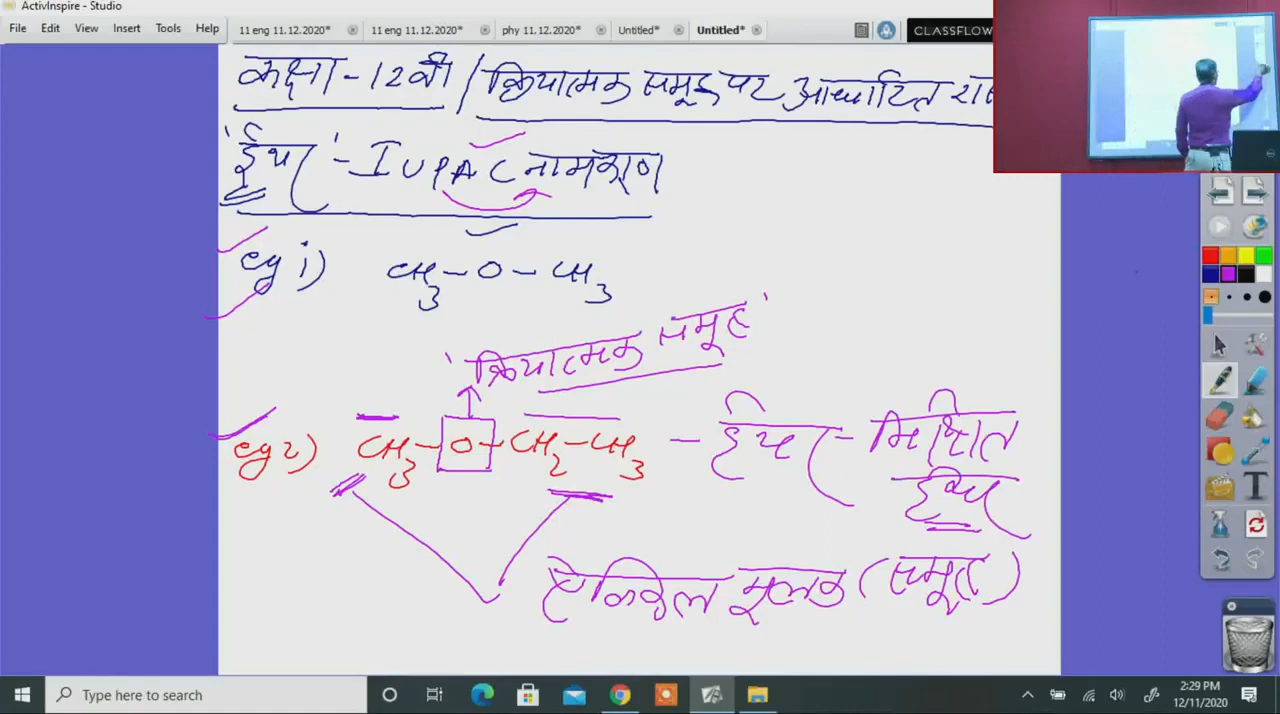 ActivInspire - Studio
File Edit View Insert Tools Help 11 eng 11.12.2020* 11 eng 11.12.2020* phy 11.12.2020* Untitled* Untitled* CLASSFLOW
कक्षा - 12वी / क्रियात्मक समूह पर आधारित
'ईथर' - IUPAC नामकरण
eg 1) CH3 - O - CH3
'क्रियात्मक समूह'
eg 2) CH3 - O - CH2 - CH3 - ईथर - मिश्रित
ईथर
ऐल्किल मूलक (समूह)
Type here to search
2:29 PM
12/11/2020